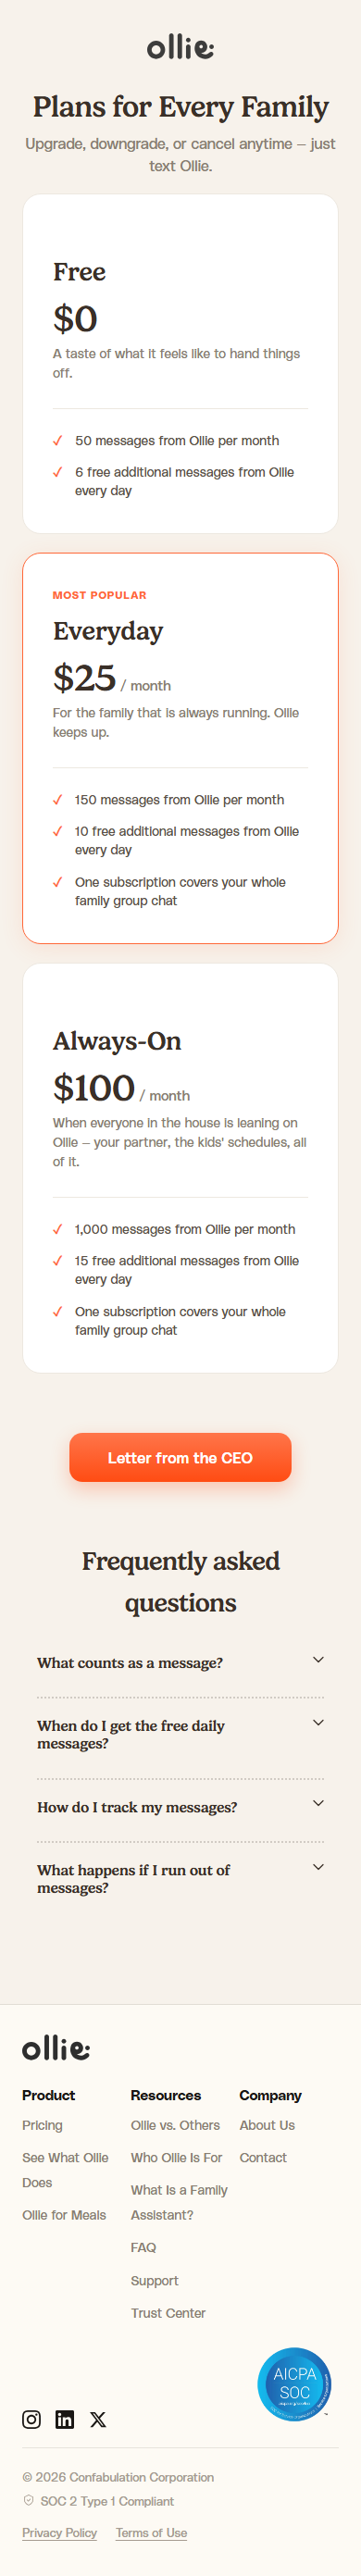 ollie:
Plans for Every Family
Upgrade, downgrade, or cancel anytime – just
text Ollie.
Free
$0
A taste of what it feels like to hand things
off.
50 messages from Ollie per month
6 free additional messages from Ollie
every day
MOST POPULAR
Everyday
$25 / month
For the family that is always running. Ollie
keeps up.
150 messages from Ollie per month
10 free additional messages from Ollie
every day
One subscription covers your whole
family group chat
Always-On
$100 / month
When everyone in the house is leaning on
Ollie – your partner, the kids' schedules, all
of it.
1,000 messages from Ollie per month
15 free additional messages from Ollie
every day
One subscription covers your whole
family group chat
Letter from the CEO
Frequently asked
questions
What counts as a message?
When do I get the free daily
messages?
How do I track my messages?
What happens if I run out of
messages?
ollie:
Product
Pricing
See What Ollie
Does
Ollie for Meals
Resources
Ollie vs. Others
Who Ollie Is For
What Is a Family
Assistant?
FAQ
Support
Trust Center
Company
About Us
Contact
AICPA
SOC
© 2026 Confabulation Corporation
SOC 2 Type 1 Compliant
Privacy Policy Terms of Use